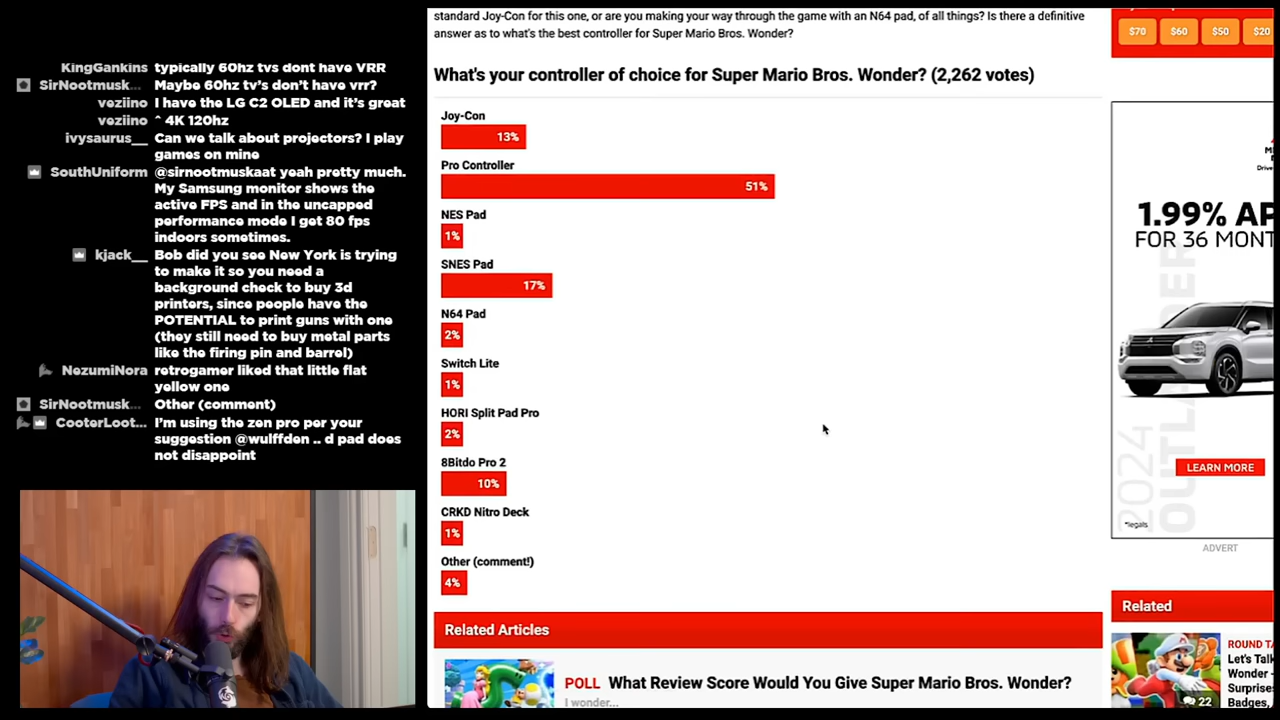 KingGankins typically 60hz tvs dont have VRR
SirNootmusk... Maybe 60hz tv's don't have vrr?
veziino I have the LG C2 OLED and it's great
veziino ^ 4K 120hz
ivysaurus__ Can we talk about projectors? I play
games on mine
SouthUniform @sirnootmuskaat yeah pretty much.
My Samsung monitor shows the
active FPS and in the uncapped
performance mode I get 80 fps
indoors sometimes.
kjack__ Bob did you see New York is trying
to make it so you need a
background check to buy 3d
printers, since people have the
POTENTIAL to print guns with one
(they still need to buy metal parts
like the firing pin and barrel)
NezumiNora retrogamer liked that little flat
yellow one
SirNootmusk... Other (comment)
CooterLoot... I'm using the zen pro per your
suggestion @wulffden .. d pad does
not disappoint
standard Joy-Con for this one, or are you making your way through the game with an N64 pad, of all things? Is there a definitive
answer as to what's the best controller for Super Mario Bros. Wonder?
What's your controller of choice for Super Mario Bros. Wonder? (2,262 votes)
Joy-Con
13%
Pro Controller
51%
NES Pad
1%
SNES Pad
17%
N64 Pad
2%
Switch Lite
1%
HORI Split Pad Pro
2%
8Bitdo Pro 2
10%
CRKD Nitro Deck
1%
Other (comment!)
4%
Related Articles
POLL What Review Score Would You Give Super Mario Bros. Wonder?
I wonder...
$70 $60 $50 $20
1.99% AP
FOR 36 MONT
2024
OUTLANDER
LEARN MORE
*legals
ADVERT
Related
ROUND TA
Let's Talk
Wonder -
Surprise
Badges,
22